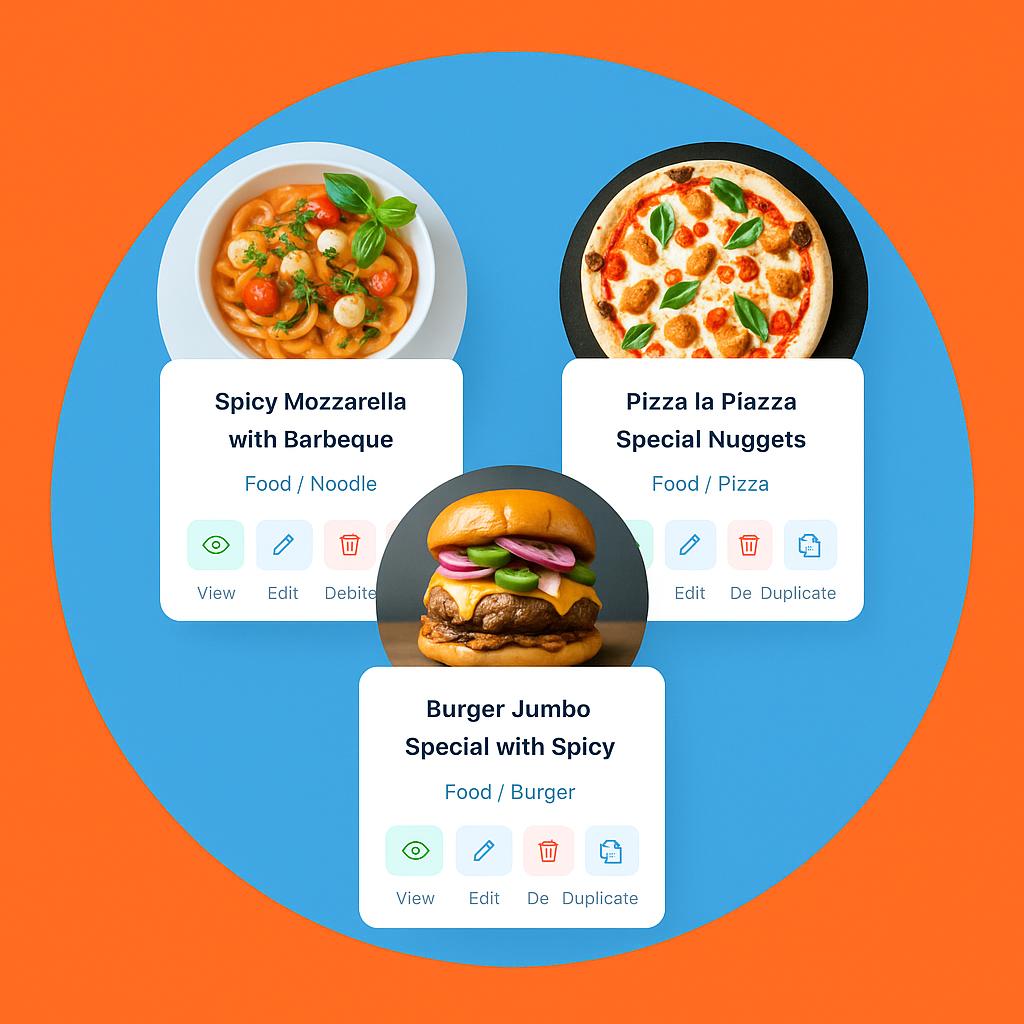 Spicy Mozzarella
with Barbeque
Food / Noodle
View Edit Debite
Pizza la Píazza
Special Nuggets
Food / Pizza
Edit De Duplicate
Burger Jumbo
Special with Spicy
Food / Burger
View Edit De Duplicate